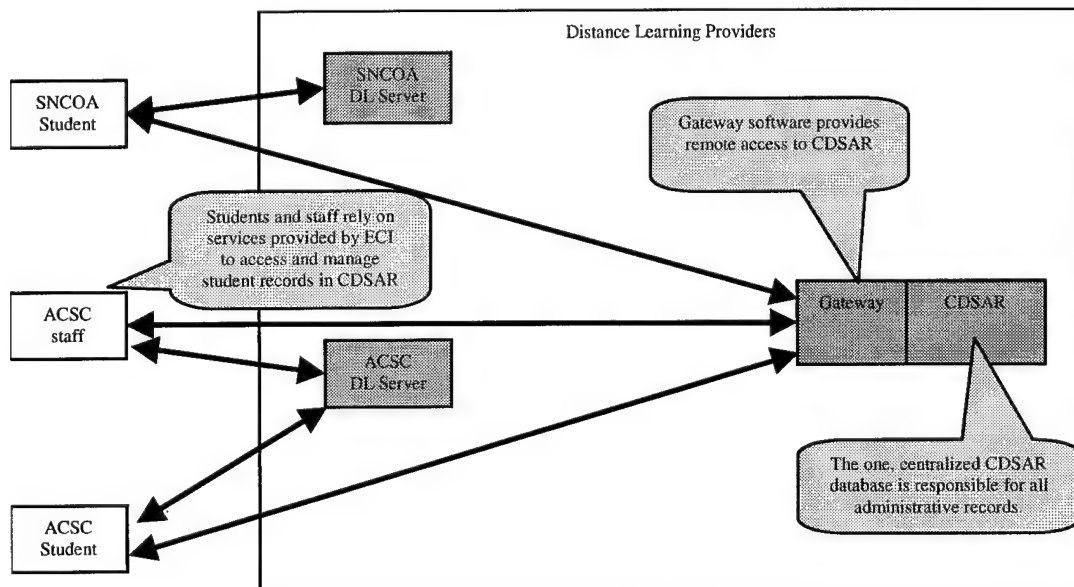 Distance Learning Providers
SNCOA
DL Server
SNCOA
Student
Gateway software provides
remote access to CDSAR
Students and staff rely on
services provided by ECI
to access and manage
student records in CDSAR
ACSC
staff
Gateway
CDSAR
ACSC
DL Server
The one, centralized CDSAR
database is responsible for all
administrative records
ACSC
Student